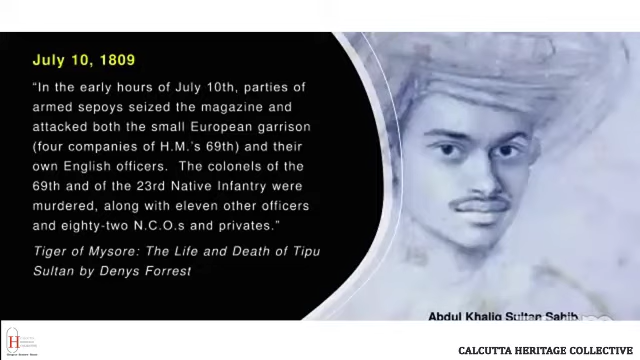 July 10, 1809
“In the early hours of July 10th, parties of
armed sepoys seized the magazine and
attacked both the small European garrison
(four companies of H.M.’s 69th) and their
own English officers.  The colonels of the
69th and of the 23rd Native Infantry were
murdered, along with eleven other officers
and eighty-two N.C.O.s and privates.”
Tiger of Mysore: The Life and Death of Tipu
Sultan by Denys Forrest
Abdul Khaliq Sultan Sahib
H
CALCUTTA HERITAGE COLLECTIVE